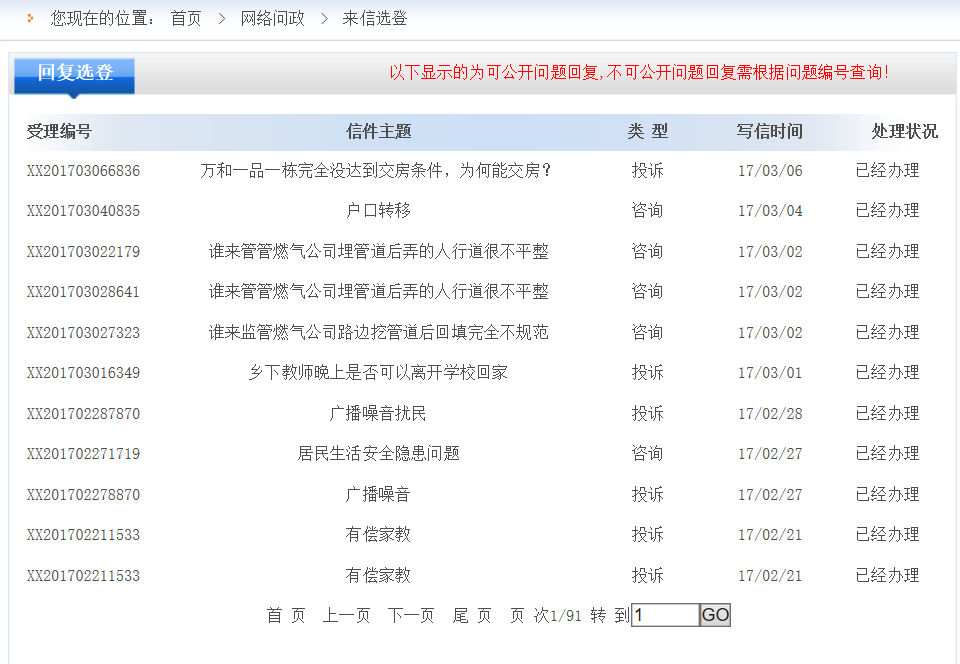 您现在的位置： 首页 > 网络问政 > 来信选登
回复选登 以下显示的为可公开问题回复,不可公开问题回复需根据问题编号查询!
受理编号 信件主题 类 型 写信时间 处理状况
XX201703066836 万和一品一栋完全没达到交房条件，为何能交房？ 投诉 17/03/06 已经办理
XX201703040835 户口转移 咨询 17/03/04 已经办理
XX201703022179 谁来管管燃气公司埋管道后弄的人行道很不平整 咨询 17/03/02 已经办理
XX201703028641 谁来管管燃气公司埋管道后弄的人行道很不平整 咨询 17/03/02 已经办理
XX201703027323 谁来监管燃气公司路边挖管道后回填完全不规范 咨询 17/03/02 已经办理
XX201703016349 乡下教师晚上是否可以离开学校回家 投诉 17/03/01 已经办理
XX201702287870 广播噪音扰民 投诉 17/02/28 已经办理
XX201702271719 居民生活安全隐患问题 咨询 17/02/27 已经办理
XX201702278870 广播噪音 投诉 17/02/27 已经办理
XX201702211533 有偿家教 投诉 17/02/21 已经办理
XX201702211533 有偿家教 投诉 17/02/21 已经办理
首 页 上一页 下一页 尾 页 页 次1/91 转 到1 GO